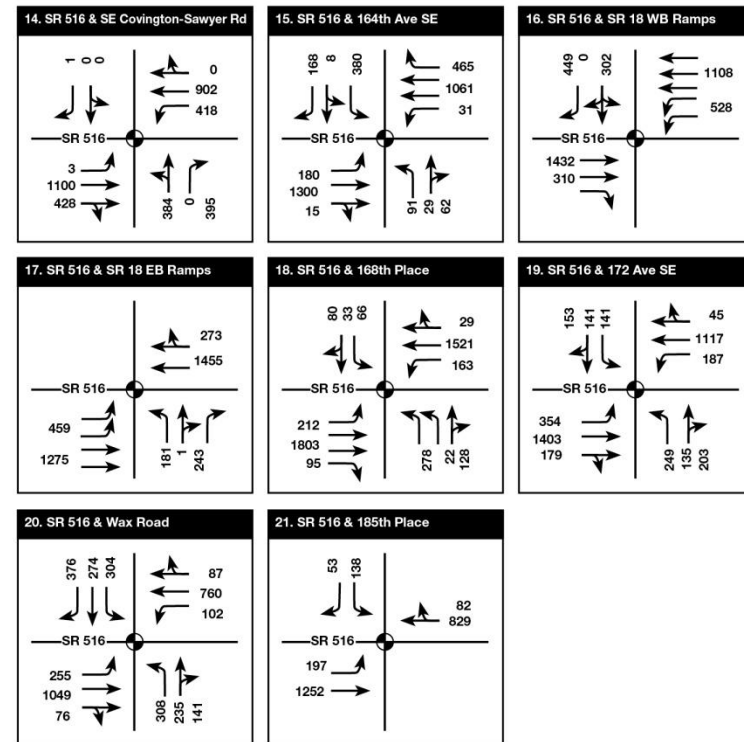 14. SR 516 & SE Covington-Sawyer Rd
1 0 0
0
902
418
SR 516
3
1100
428
384 0 395
15. SR 516 & 164th Ave SE
168 8 380
465
1061
31
SR 516
180
1300
15
91 29 62
16. SR 516 & SR 18 WB Ramps
449 0 302
1108
528
SR 516
1432
310
17. SR 516 & SR 18 EB Ramps
273
1455
SR 516
459
1275
181 1 243
18. SR 516 & 168th Place
80 33 66
29
1521
163
SR 516
212
1803
95
278 22 128
19. SR 516 & 172 Ave SE
153 141 141
45
1117
187
SR 516
354
1403
179
249 135 203
20. SR 516 & Wax Road
376 274 304
87
760
102
SR 516
255
1049
76
308 235 141
21. SR 516 & 185th Place
53 138
82
829
SR 516
197
1252